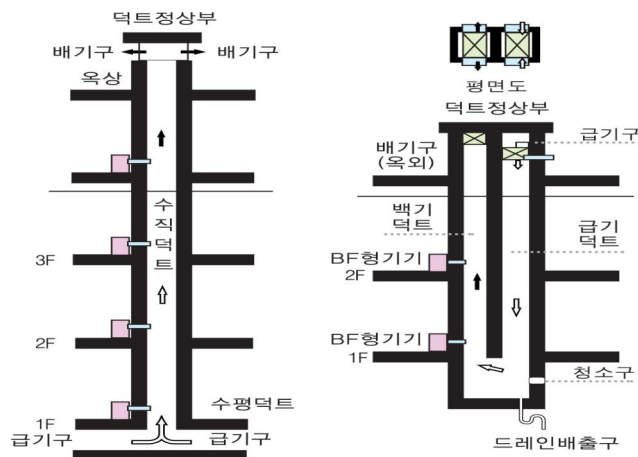 덕트정상부
배기구
배기구
옥상
수직덕트
3F
2F
1F
수평덕트
급기구
급기구
평면도
덕트정상부
배기구
(옥외)
급기구
백기
덕트
급기
덕트
BF형기기
2F
BF형기기
1F
청소구
드레인배출구